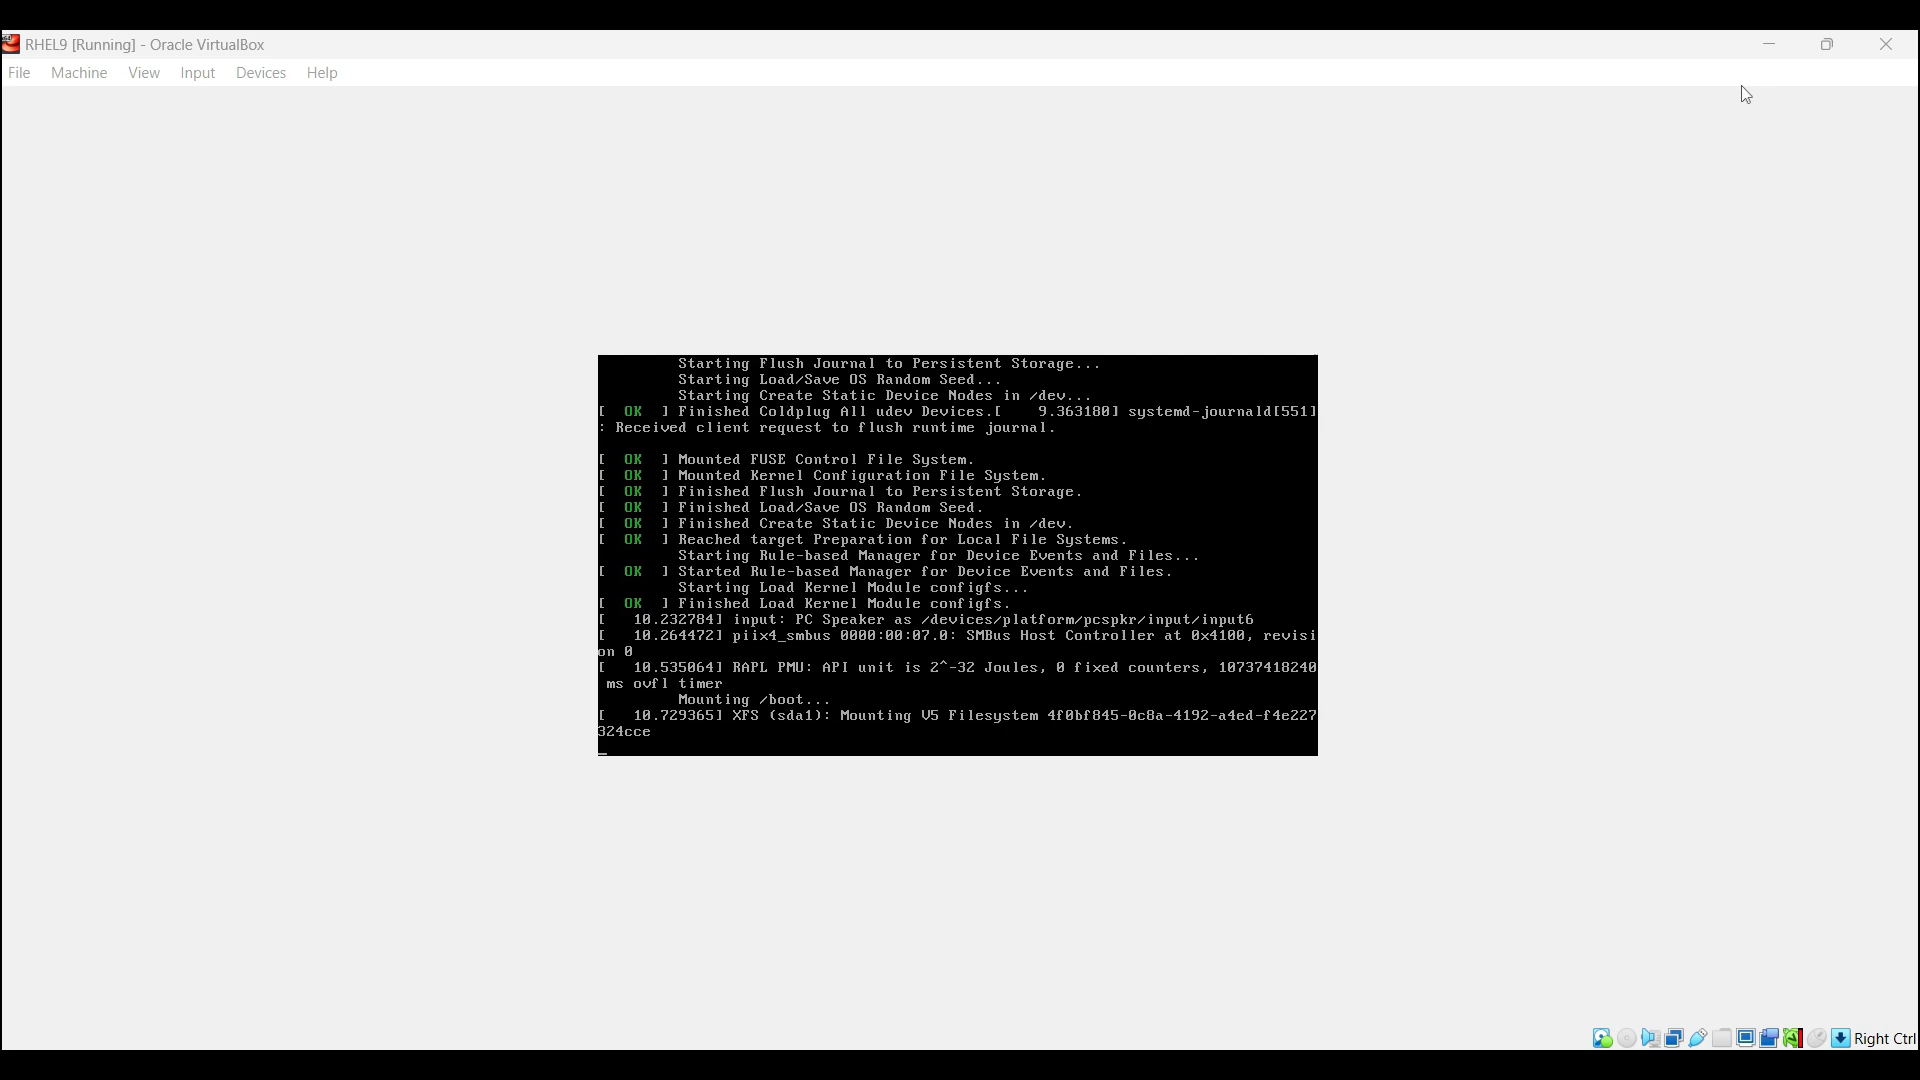 RHEL9 [Running] - Oracle VirtualBox
File Machine View Input Devices Help
Starting Flush Journal to Persistent Storage...
Starting Load/Save OS Random Seed...
Starting Create Static Device Nodes in /dev...
[ OK ] Finished Coldplug All udev Devices.[ 9.363180] systemd-journald[551]
: Received client request to flush runtime journal.
[ OK ] Mounted FUSE Control File System.
[ OK ] Mounted Kernel Configuration File System.
[ OK ] Finished Flush Journal to Persistent Storage.
[ OK ] Finished Load/Save OS Random Seed.
[ OK ] Finished Create Static Device Nodes in /dev.
[ OK ] Reached target Preparation for Local File Systems.
Starting Rule-based Manager for Device Events and Files...
[ OK ] Started Rule-based Manager for Device Events and Files.
Starting Load Kernel Module configfs...
[ OK ] Finished Load Kernel Module configfs.
[ 10.232784] input: PC Speaker as /devices/platform/pcspkr/input/input6
[ 10.264472] piix4_smbus 0000:00:07.0: SMBus Host Controller at 0x4100, revisi
on 0
[ 10.535064] RAPL PMU: API unit is 2^-32 Joules, 0 fixed counters, 10737418240
ms ovfl timer
Mounting /boot...
[ 10.729365] XFS (sda1): Mounting V5 Filesystem 4f0bf845-0c8a-4192-a4ed-f4e227
324cce
Right Ctrl